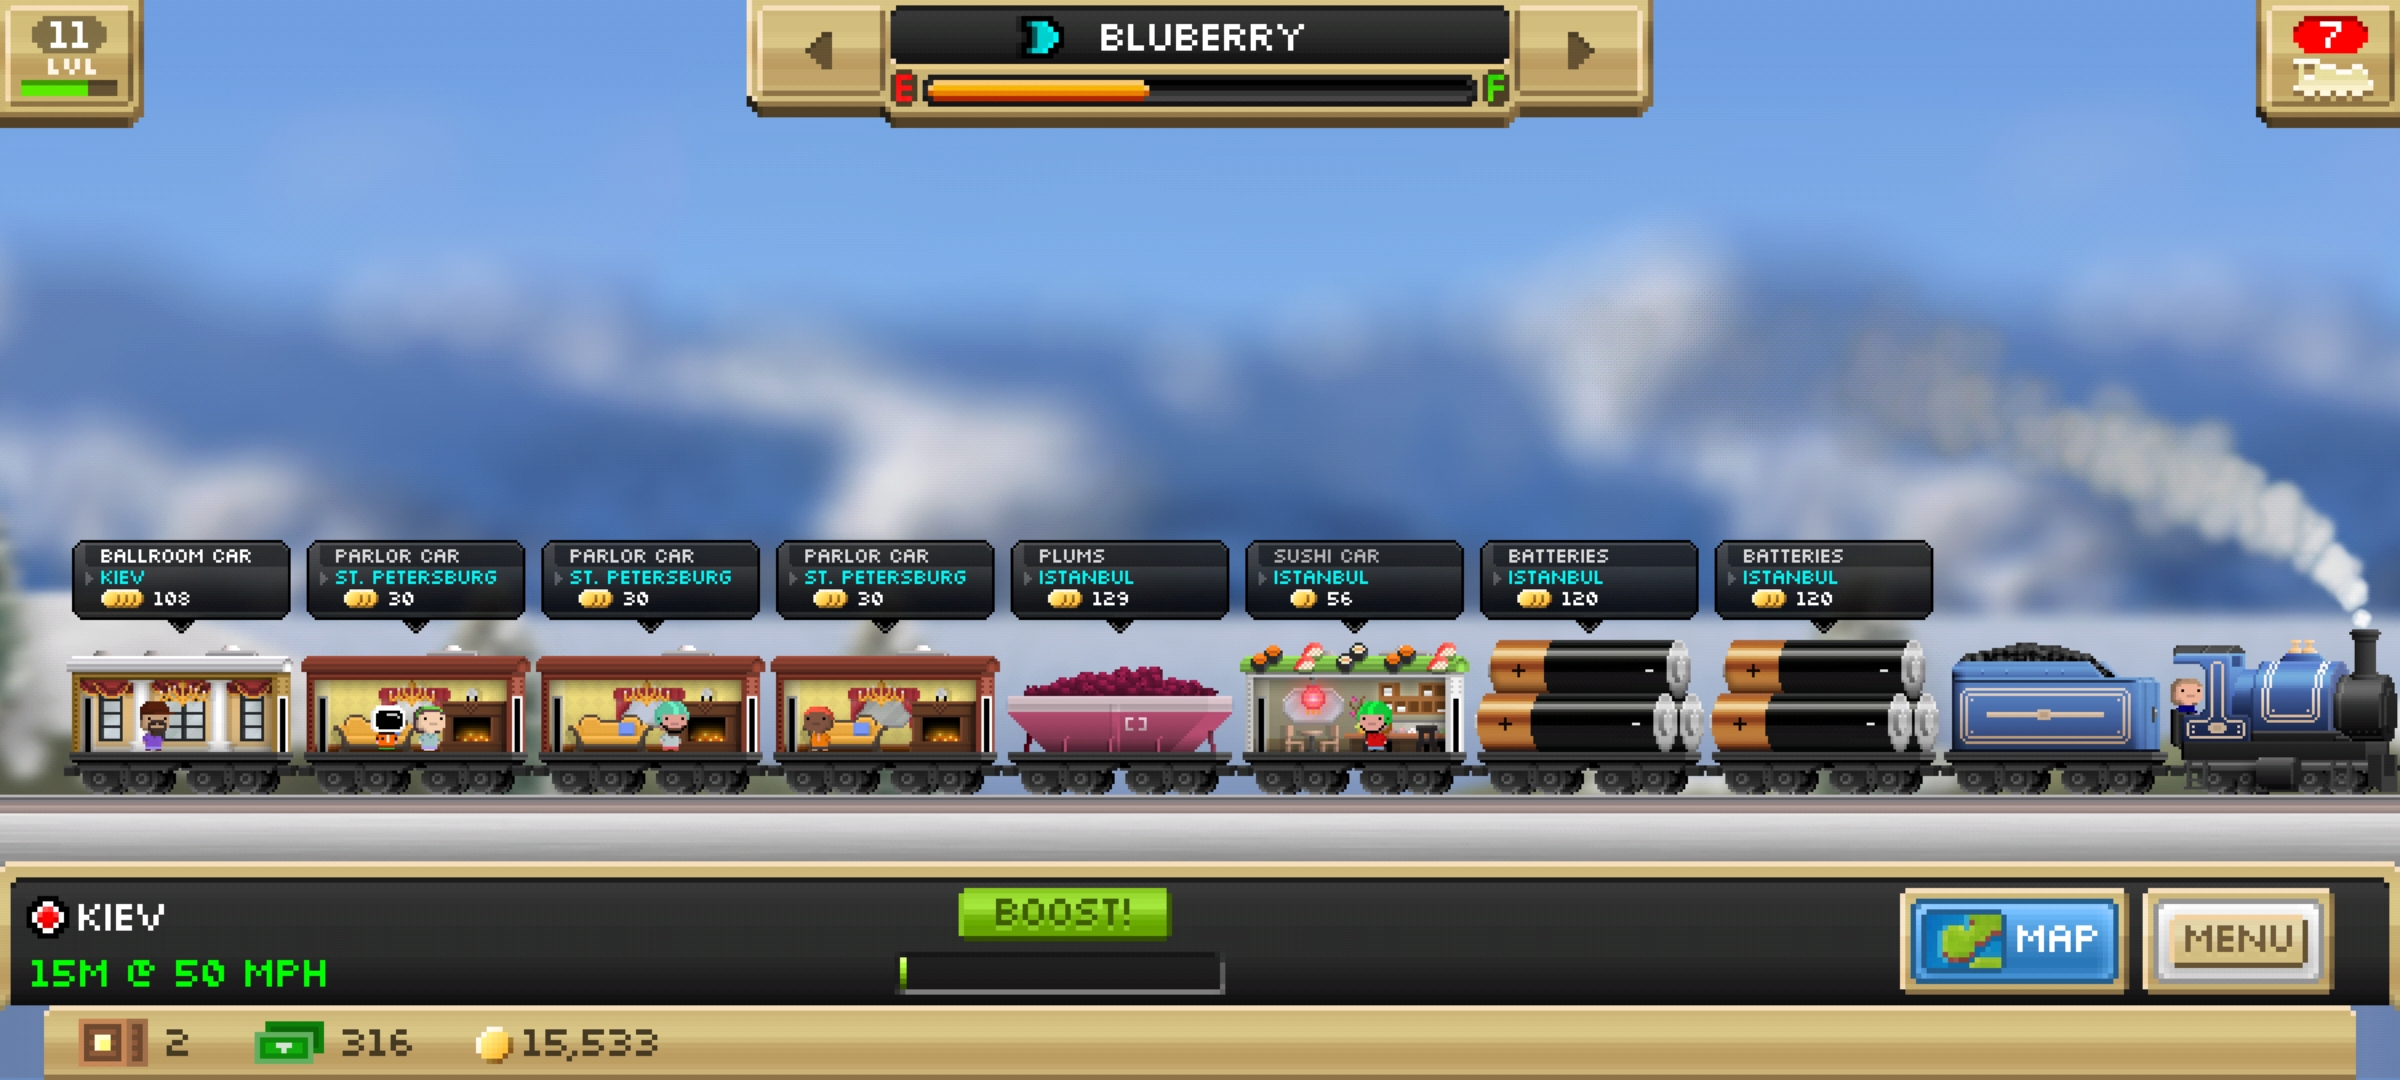 11
LVL
BLUBERRY
E F
7
BALLROOM CAR
KIEV
108
PARLOR CAR
ST. PETERSBURG
30
PARLOR CAR
ST. PETERSBURG
30
PARLOR CAR
ST. PETERSBURG
30
PLUMS
ISTANBUL
129
SUSHI CAR
ISTANBUL
56
BATTERIES
ISTANBUL
120
BATTERIES
ISTANBUL
120
+ -
+ -
+ -
+ -
KIEV
15M @ 50 MPH
BOOST!
MAP
MENU
2
316
15,533